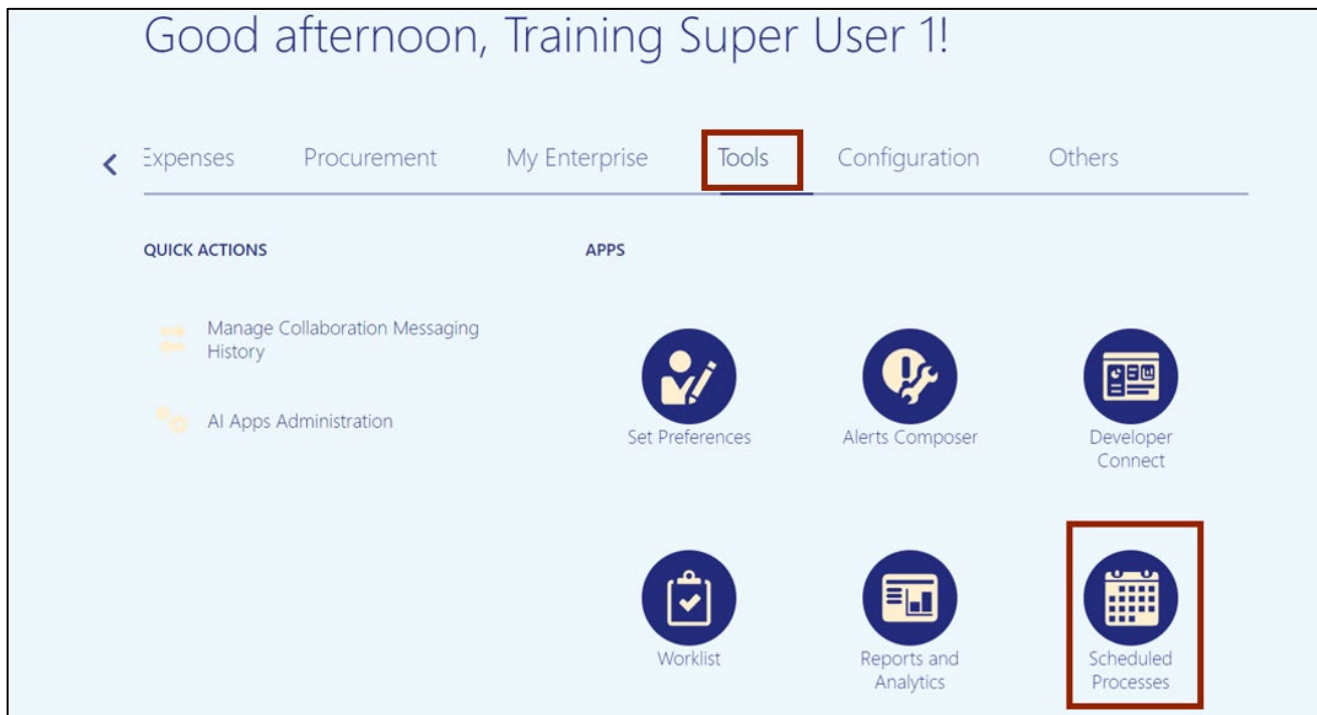 Good afternoon, Training Super User 1!
Expenses Procurement My Enterprise Tools Configuration Others
QUICK ACTIONS
APPS
Manage Collaboration Messaging
History
AI Apps Administration
Set Preferences
Alerts Composer
Developer
Connect
Worklist
Reports and
Analytics
Scheduled
Processes